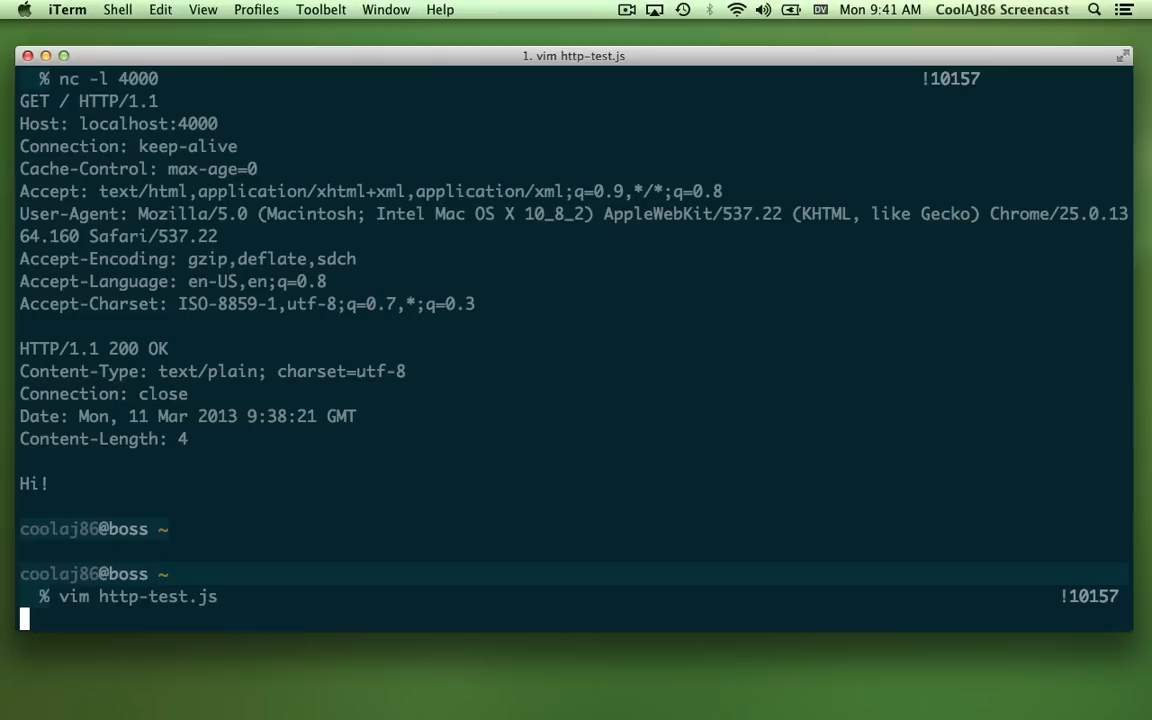 iTerm Shell Edit View Profiles Toolbelt Window Help Mon 9:41 AM CoolAJ86 Screencast
1. vim http-test.js
% nc -l 4000 !10157
GET / HTTP/1.1
Host: localhost:4000
Connection: keep-alive
Cache-Control: max-age=0
Accept: text/html,application/xhtml+xml,application/xml;q=0.9,*/*;q=0.8
User-Agent: Mozilla/5.0 (Macintosh; Intel Mac OS X 10_8_2) AppleWebKit/537.22 (KHTML, like Gecko) Chrome/25.0.13
64.160 Safari/537.22
Accept-Encoding: gzip,deflate,sdch
Accept-Language: en-US,en;q=0.8
Accept-Charset: ISO-8859-1,utf-8;q=0.7,*;q=0.3
HTTP/1.1 200 OK
Content-Type: text/plain; charset=utf-8
Connection: close
Date: Mon, 11 Mar 2013 9:38:21 GMT
Content-Length: 4
Hi!
coolaj86@boss ~
coolaj86@boss ~
% vim http-test.js !10157